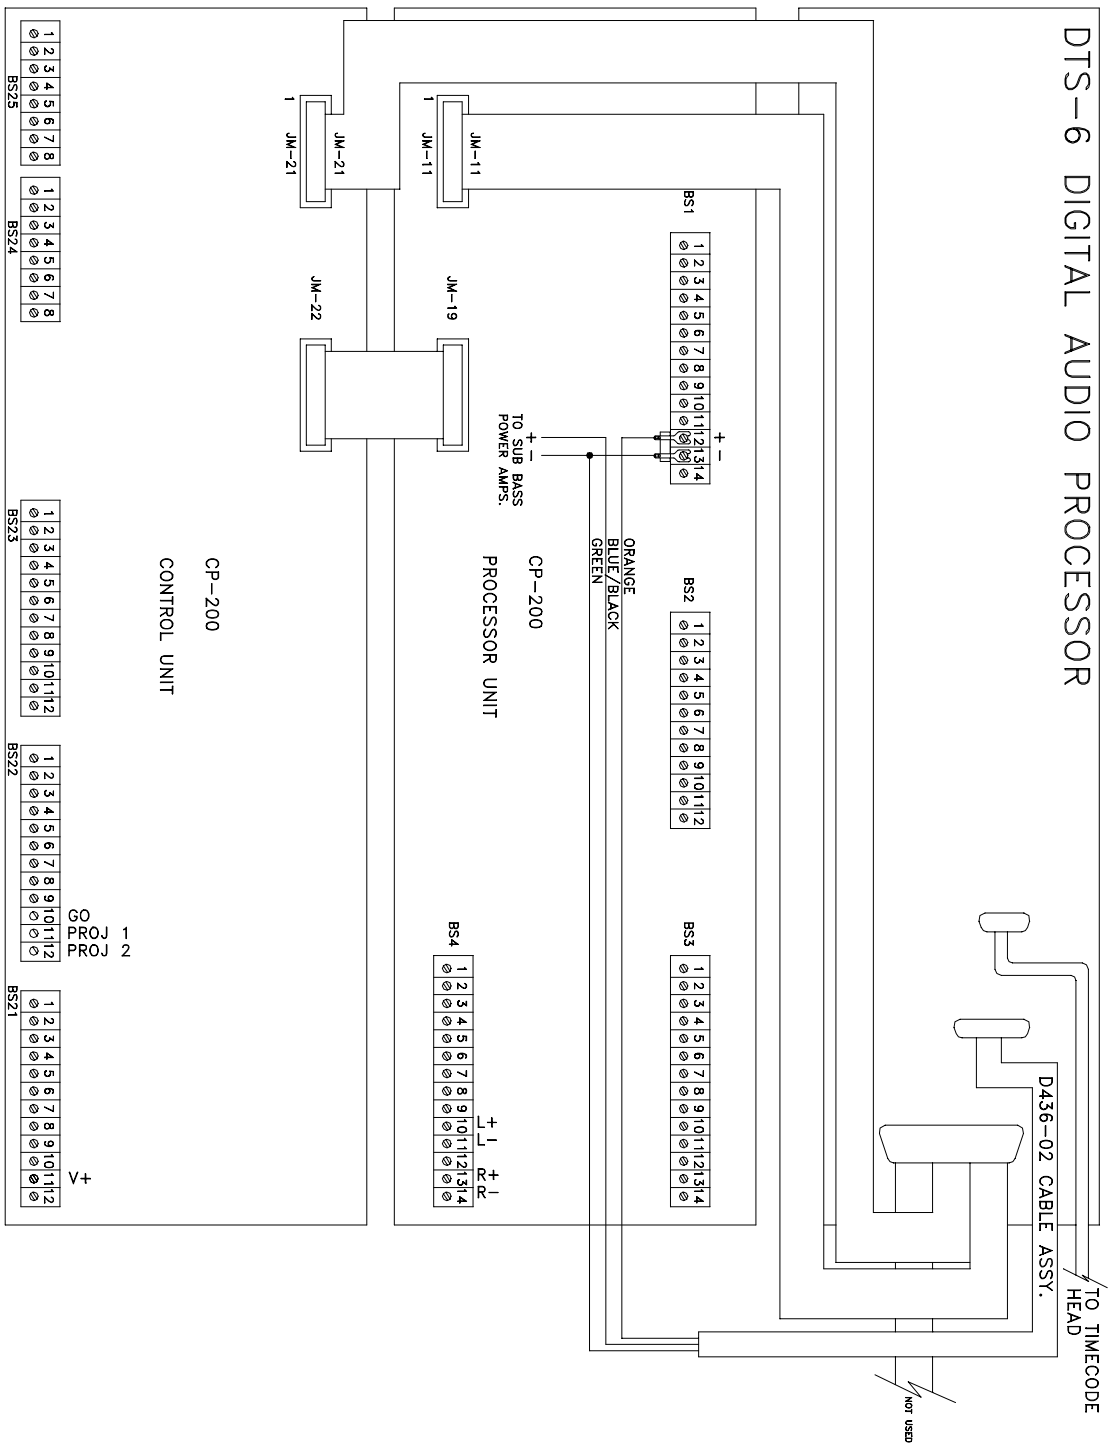 DTS-6 DIGITAL AUDIO PROCESSOR
TO TIMECODE
HEAD
D436-02 CABLE ASSY.
NOT USED
BS1
1 2 3 4 5 6 7 8 9 10 11 12 13 14
+ -
BS2
1 2 3 4 5 6 7 8 9 10 11 12
BS3
1 2 3 4 5 6 7 8 9 10 11 12 13 14
ORANGE
BLUE/BLACK
GREEN
+ -
TO SUB BASS
POWER AMPS.
CP-200
PROCESSOR UNIT
JM-11
JM-11
1
JM-19
BS4
1 2 3 4 5 6 7 8 9 10 11 12 13 14
L+
L-
R+
R-
JM-21
JM-21
1
JM-22
CP-200
CONTROL UNIT
BS25
1 2 3 4 5 6 7 8
BS24
1 2 3 4 5 6 7 8
BS23
1 2 3 4 5 6 7 8 9 10 11 12
BS22
1 2 3 4 5 6 7 8 9 10 11 12
GO
PROJ 1
PROJ 2
BS21
1 2 3 4 5 6 7 8 9 10 11 12
V+